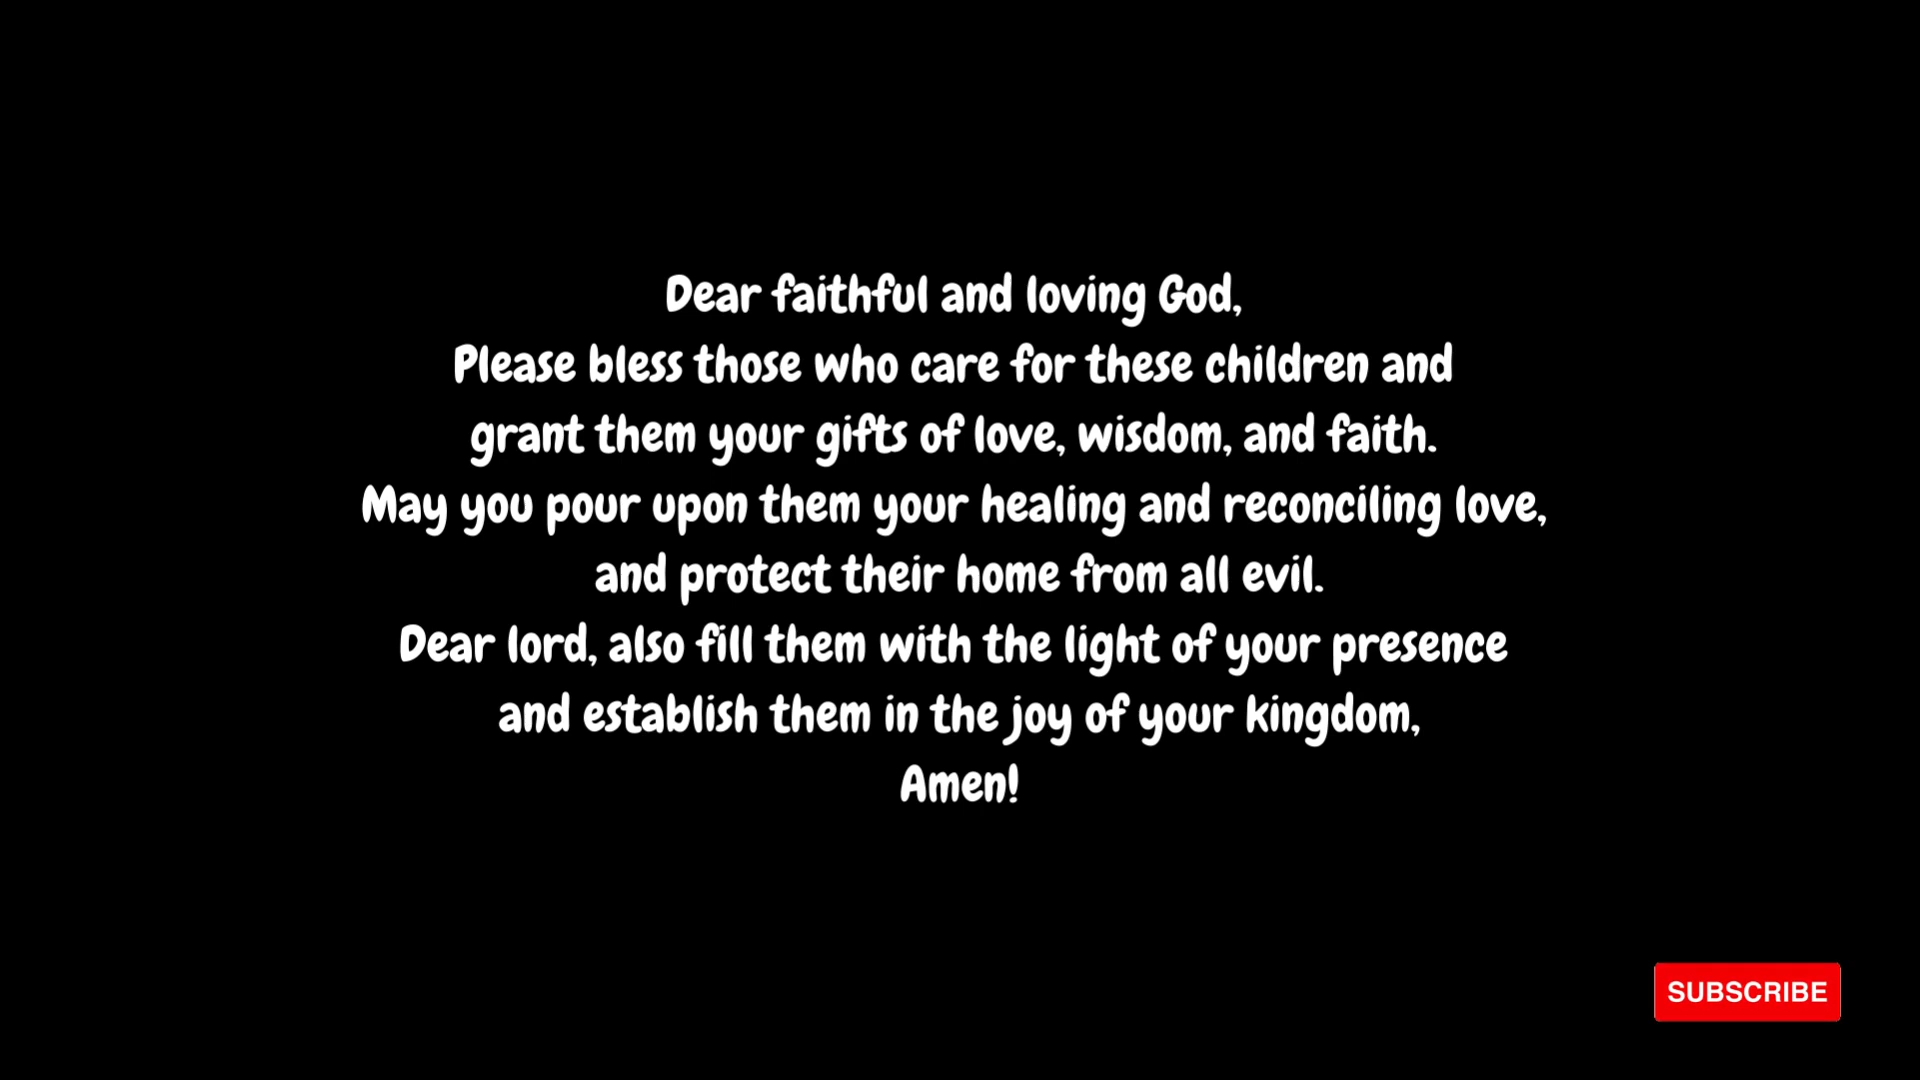 Dear faithful and loving God,
Please bless those who care for these children and
grant them your gifts of love, wisdom, and faith.
May you pour upon them your healing and reconciling love,
and protect their home from all evil.
Dear lord, also fill them with the light of your presence
and establish them in the joy of your kingdom,
Amen!
SUBSCRIBE